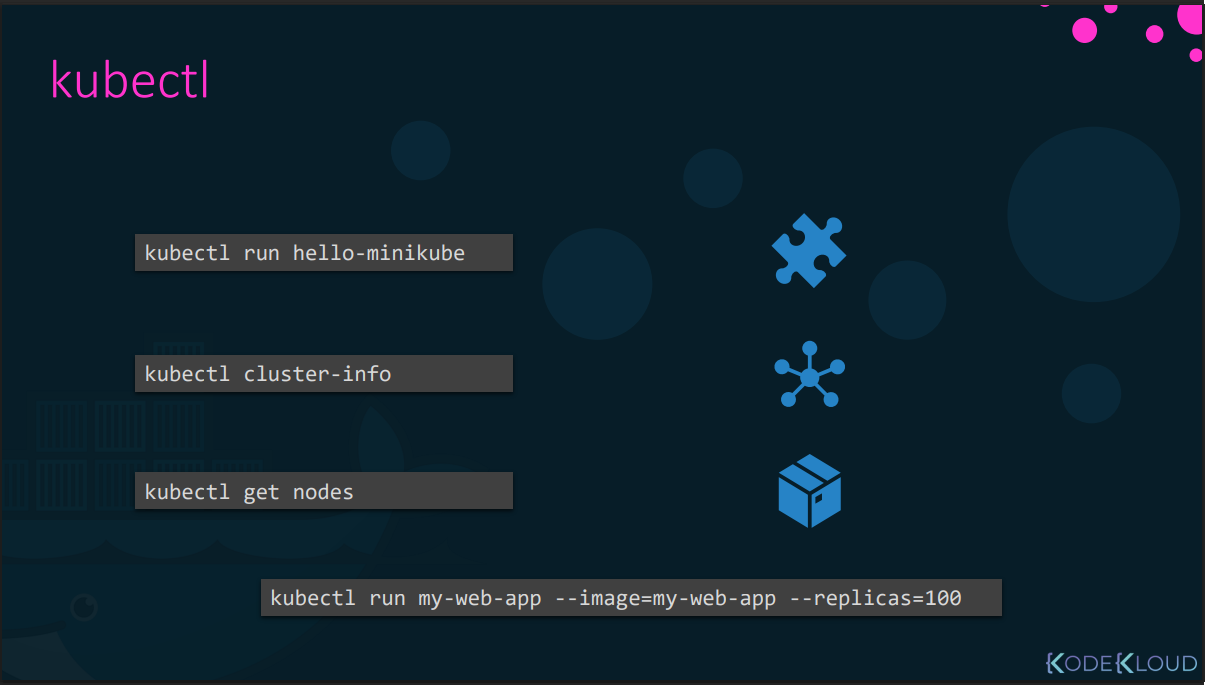 kubectl
kubectl run hello-minikube
kubectl cluster-info
kubectl get nodes
kubectl run my-web-app --image=my-web-app --replicas=100
KODEKLOUD